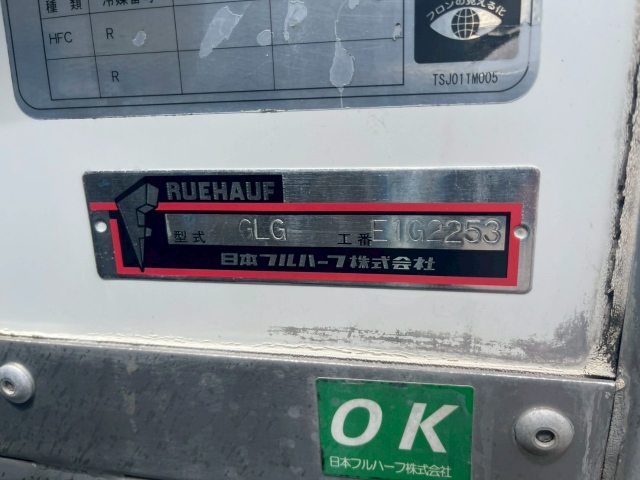 種類
HFC R
R
フロンの見える化
TSJ011M005
RUEHAUF
型式 GLG 工番 E1G2253
日本フルハーフ株式会社
OK
日本フルハーフ株式会社